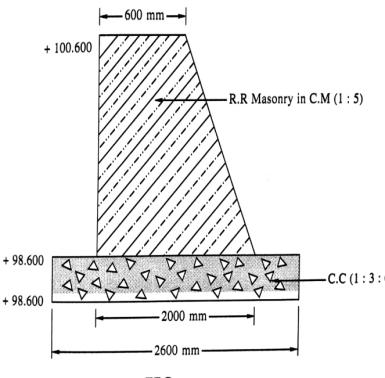 600 mm
+ 100.600
R.R Masonry in C.M (1 : 5)
+ 98.600
C.C (1 : 3 :
+ 98.600
2000 mm
2600 mm